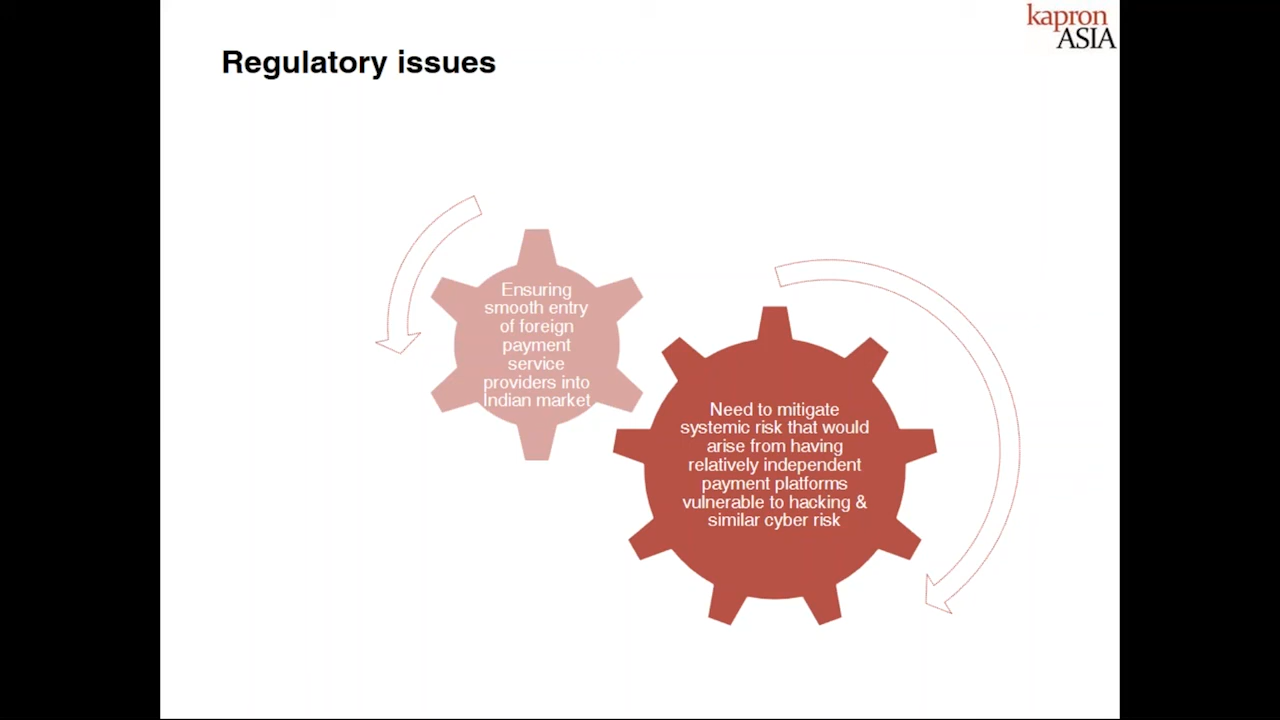 kapron
ASIA
Regulatory issues
Ensuring
smooth entry
of foreign
payment
service
providers into
Indian market
Need to mitigate
systemic risk that would
arise from having
relatively independent
payment platforms
vulnerable to hacking &
similar cyber risk